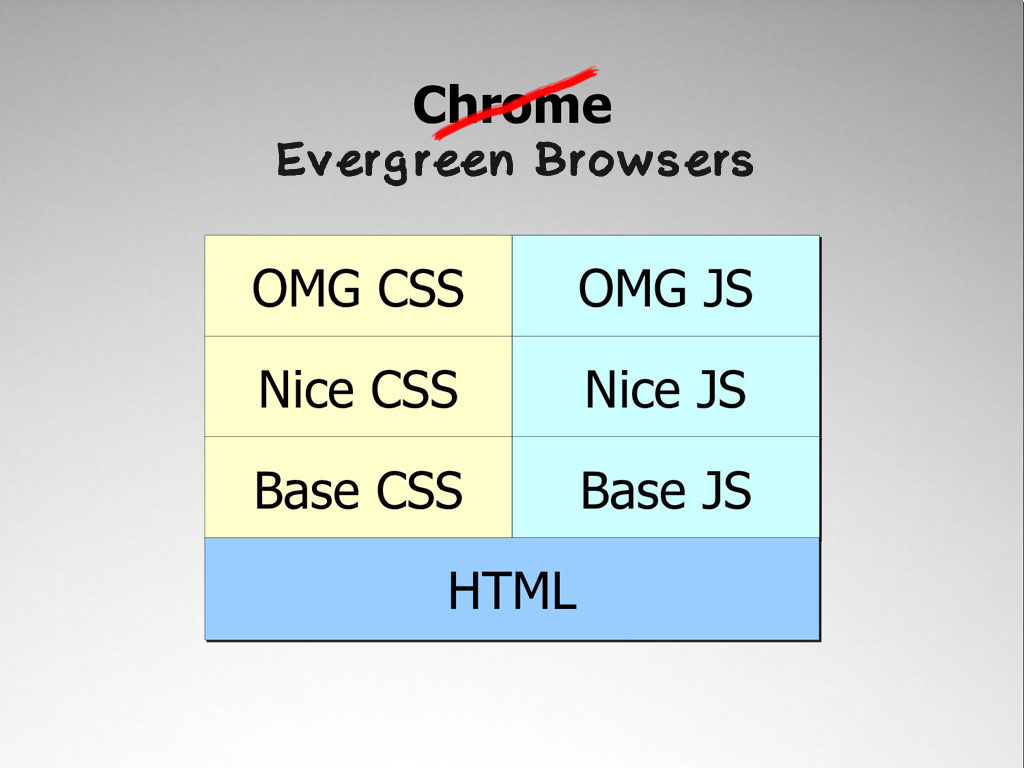 Chrome
Evergreen Browsers
OMG CSS OMG JS
Nice CSS Nice JS
Base CSS Base JS
HTML